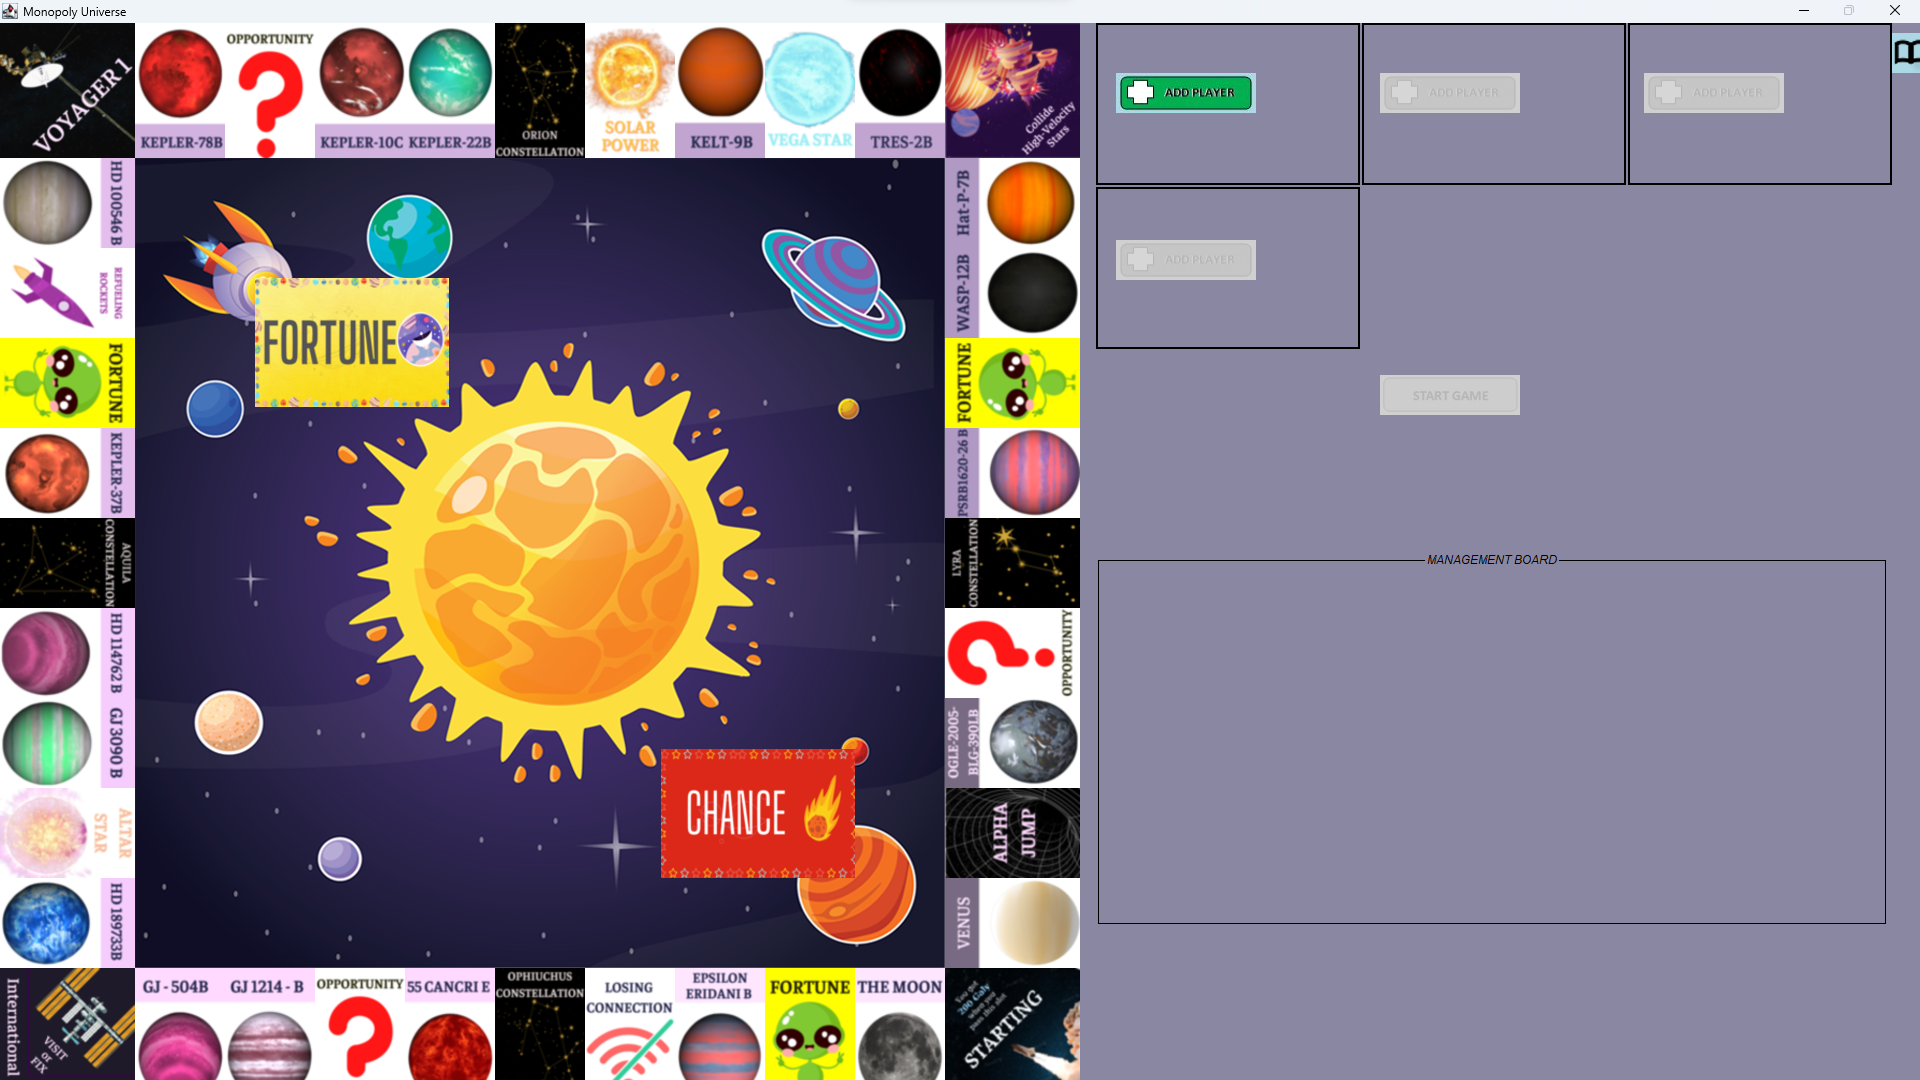 Monopoly Universe
VOYAGER 1
KEPLER-78B
OPPORTUNITY
KEPLER-10C
KEPLER-22B
ORION
CONSTELLATION
SOLAR
POWER
KELT-9B
VEGA STAR
TRES-2B
Collide
High-Velocity
Stars
ADD PLAYER
ADD PLAYER
ADD PLAYER
ADD PLAYER
START GAME
MANAGEMENT BOARD
HD 100546 B
REFUELING
ROCKETS
FORTUNE
KEPLER-37B
AQUILA
CONSTELLATION
HD 114762 B
GJ 3090 B
ALTAR
STAR
HD 189733B
FORTUNE
CHANCE
Hat-P-7B
WASP-12B
FORTUNE
PSRB1620-26 B
LYRA
CONSTELLATION
OPPORTUNITY
OGLE-2005-
BLG-390LB
ALPHA
JUMP
VENUS
International
VISIT
or
FIX
GJ - 504B
GJ 1214 - B
OPPORTUNITY
55 CANCRI E
OPHIUCHUS
CONSTELLATION
LOSING
CONNECTION
EPSILON
ERIDANI B
FORTUNE
THE MOON
You get
200 Galy
when you
pass this slot
STARTING